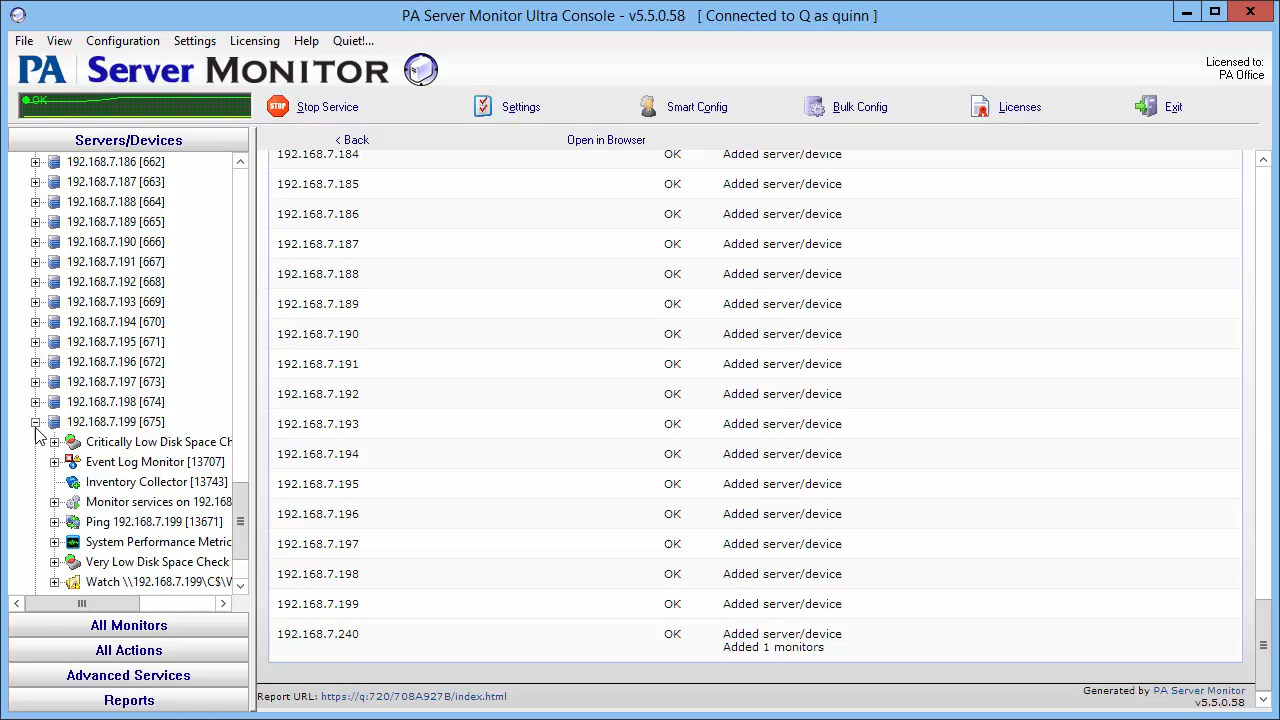 PA Server Monitor Ultra Console - v5.5.0.58 [ Connected to Q as quinn ]
File View Configuration Settings Licensing Help Quiet!...
PA Server MONITOR
Licensed to:
PA Office
OK
Stop Service Settings Smart Config Bulk Config Licenses Exit
Servers/Devices
192.168.7.186 [662]
192.168.7.187 [663]
192.168.7.188 [664]
192.168.7.189 [665]
192.168.7.190 [666]
192.168.7.191 [667]
192.168.7.192 [668]
192.168.7.193 [669]
192.168.7.194 [670]
192.168.7.195 [671]
192.168.7.196 [672]
192.168.7.197 [673]
192.168.7.198 [674]
192.168.7.199 [675]
Critically Low Disk Space Ch
Event Log Monitor [13707]
Inventory Collector [13743]
Monitor services on 192.168
Ping 192.168.7.199 [13671]
System Performance Metric
Very Low Disk Space Check
Watch \\192.168.7.199\C$\W
All Monitors
All Actions
Advanced Services
Reports
< Back Open in Browser
192.168.7.184 OK Added server/device
192.168.7.185 OK Added server/device
192.168.7.186 OK Added server/device
192.168.7.187 OK Added server/device
192.168.7.188 OK Added server/device
192.168.7.189 OK Added server/device
192.168.7.190 OK Added server/device
192.168.7.191 OK Added server/device
192.168.7.192 OK Added server/device
192.168.7.193 OK Added server/device
192.168.7.194 OK Added server/device
192.168.7.195 OK Added server/device
192.168.7.196 OK Added server/device
192.168.7.197 OK Added server/device
192.168.7.198 OK Added server/device
192.168.7.199 OK Added server/device
192.168.7.240 OK Added server/device
Added 1 monitors
Report URL: https://q:720/708A927B/index.html
Generated by PA Server Monitor
v5.5.0.58